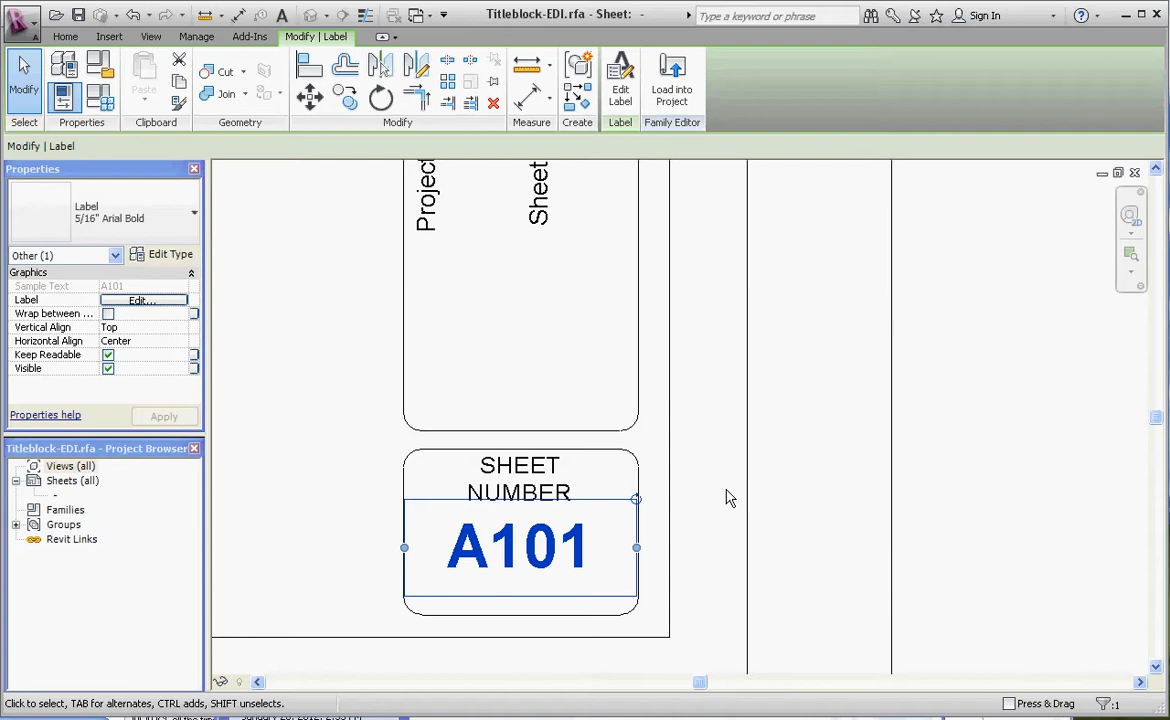 Titleblock-EDI.rfa - Sheet: -
Type a keyword or phrase
Sign In
Home
Insert
View
Manage
Add-Ins
Modify | Label
Modify
Paste
Cut
Join
Edit
Label
Load into
Project
Select
Properties
Clipboard
Geometry
Modify
Measure
Create
Label
Family Editor
Modify | Label
Properties
Label
5/16" Arial Bold
Other (1)
Edit Type
Graphics
Sample Text A101
Label Edit...
Wrap between ...
Vertical Align Top
Horizontal Align Center
Keep Readable
Visible
Properties help
Apply
Titleblock-EDI.rfa - Project Browser
Views (all)
Sheets (all)
-
Families
Groups
Revit Links
Project
Sheet
SHEET
NUMBER
A101
Click to select, TAB for alternates, CTRL adds, SHIFT unselects.
Press & Drag
:1